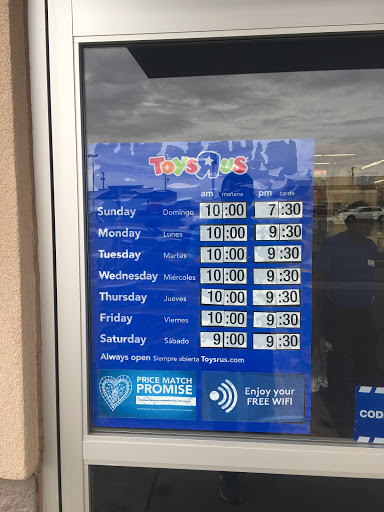 ToysЯus
am mañana pm tarde
Sunday Domingo 10:00 7:30
Monday Lunes 10:00 9:30
Tuesday Martes 10:00 9:30
Wednesday Miércoles 10:00 9:30
Thursday Jueves 10:00 9:30
Friday Viernes 10:00 9:30
Saturday Sábado 9:00 9:30
Always open Siempre abierta Toysrus.com
PRICE MATCH
PROMISE
Enjoy your
FREE WIFI
COD